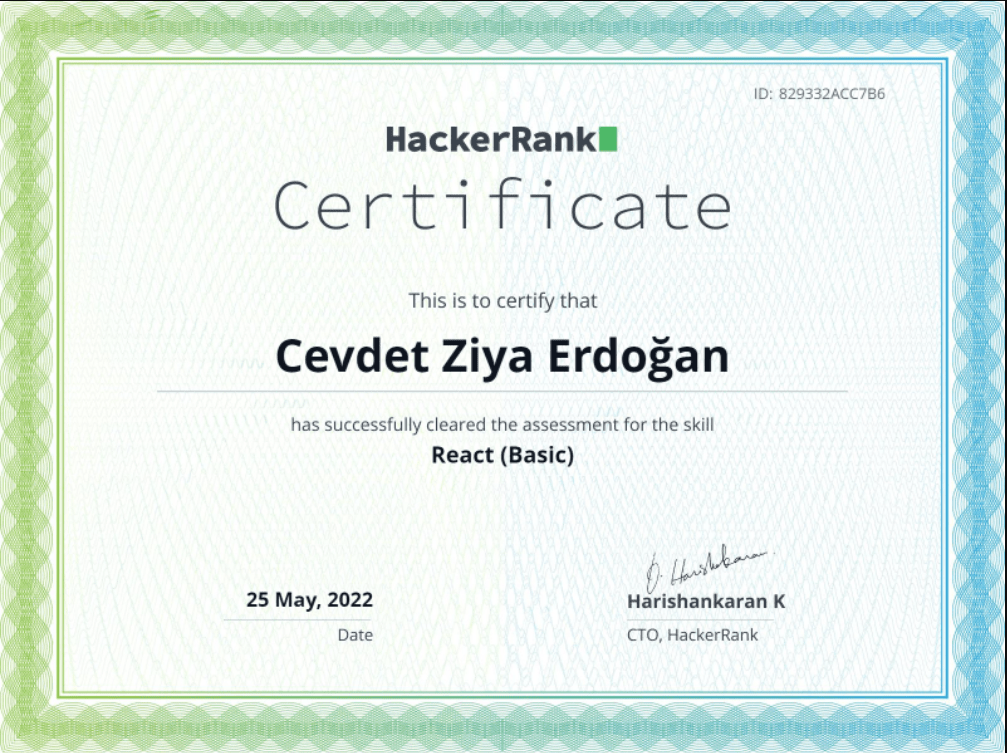 ID: 829332ACC7B6
HackerRank
Certificate
This is to certify that
Cevdet Ziya Erdoğan
has successfully cleared the assessment for the skill
React (Basic)
25 May, 2022
Date
Harishankaran K
CTO, HackerRank